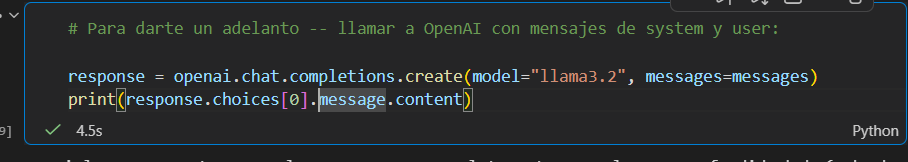 # Para darte un adelanto -- llamar a OpenAI con mensajes de system y user:
response = openai.chat.completions.create(model="llama3.2", messages=messages)
print(response.choices[0].message.content)
9]
4.5s
Python